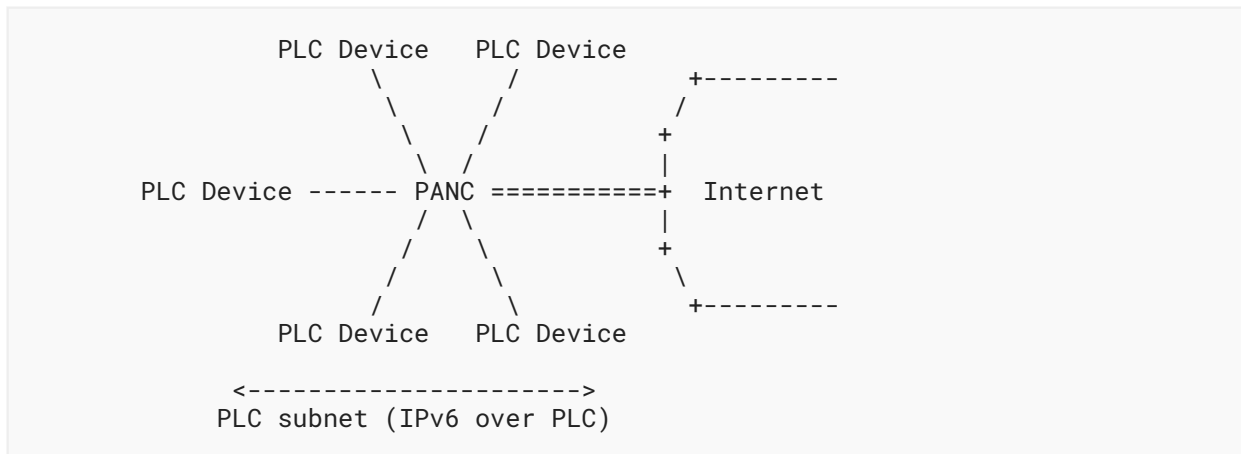 PLC Device   PLC Device
\         /               +---------
\       /               /
\     /               +
\   /                |
PLC Device ------ PANC ===========+  Internet
/   \                |
/     \               +
/       \               \
/         \               +---------
PLC Device   PLC Device
<---------------------->
PLC subnet (IPv6 over PLC)